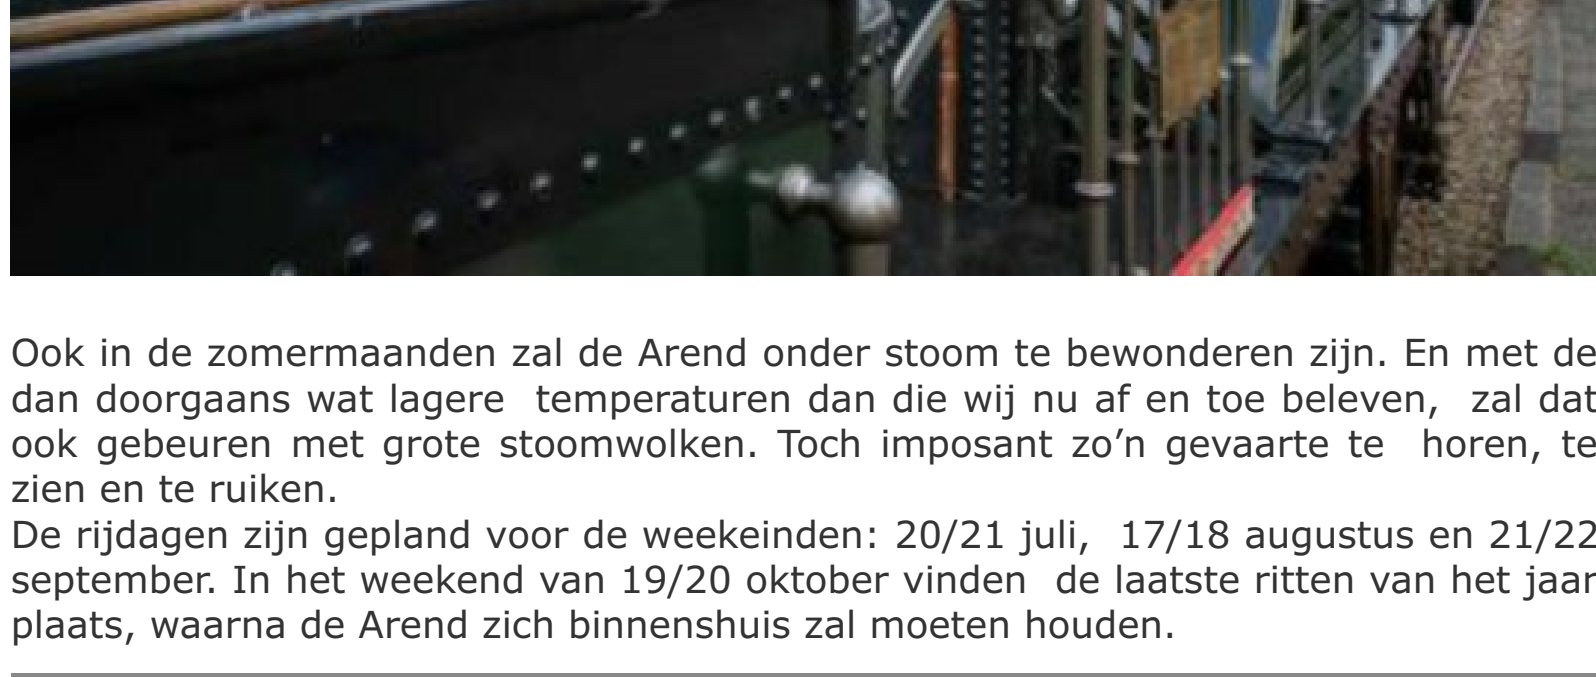 Ook in de zomermaanden zal de Arend onder stoom te bewonderen zijn. En met de
dan doorgaans wat lagere  temperaturen dan die wij nu af en toe beleven,  zal dat
ook gebeuren met grote stoomwolken. Toch imposant zo’n gevaarte te  horen, te
zien en te ruiken.
De rijdagen zijn gepland voor de weekeinden: 20/21 juli,  17/18 augustus en 21/22
september. In het weekend van 19/20 oktober vinden  de laatste ritten van het jaar
plaats, waarna de Arend zich binnenshuis zal moeten houden.